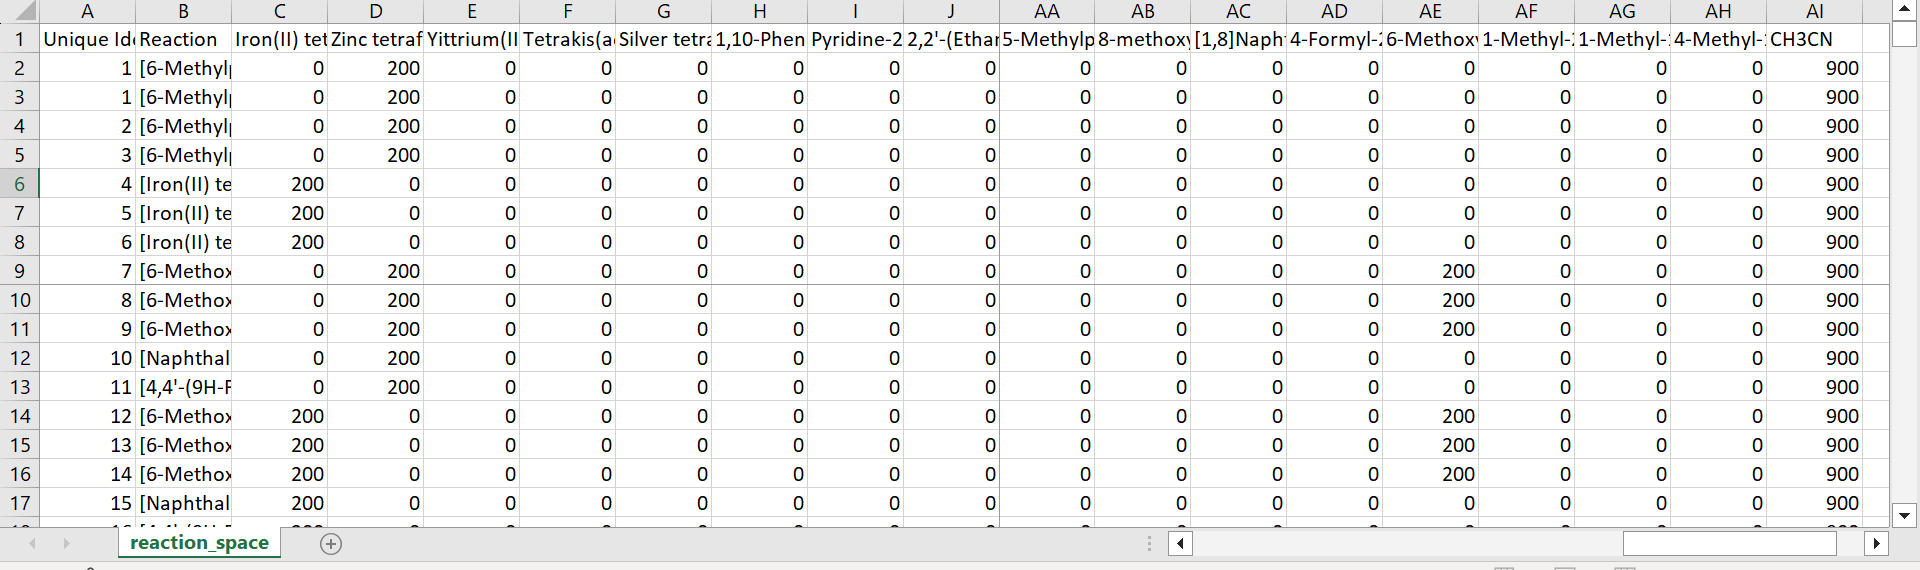 A B C D E F G H I J AA AB AC AD AE AF AG AH AI
1 Unique Ide Reaction Iron(II) tet Zinc tetraf Yittrium(II Tetrakis(a Silver tetra 1,10-Phen Pyridine-2 2,2'-(Ethan 5-Methylp 8-methoxy [1,8]Naph 4-Formyl-2 6-Methoxy 1-Methyl- 1-Methyl- 4-Methyl- CH3CN
2 1 [6-Methylp 0 200 0 0 0 0 0 0 0 0 0 0 0 0 0 0 900
3 1 [6-Methylp 0 200 0 0 0 0 0 0 0 0 0 0 0 0 0 0 900
4 2 [6-Methylp 0 200 0 0 0 0 0 0 0 0 0 0 0 0 0 0 900
5 3 [6-Methylp 0 200 0 0 0 0 0 0 0 0 0 0 0 0 0 0 900
6 4 [Iron(II) te 200 0 0 0 0 0 0 0 0 0 0 0 0 0 0 0 900
7 5 [Iron(II) te 200 0 0 0 0 0 0 0 0 0 0 0 0 0 0 0 900
8 6 [Iron(II) te 200 0 0 0 0 0 0 0 0 0 0 0 0 0 0 0 900
9 7 [6-Methox 0 200 0 0 0 0 0 0 0 0 0 0 200 0 0 0 900
10 8 [6-Methox 0 200 0 0 0 0 0 0 0 0 0 0 200 0 0 0 900
11 9 [6-Methox 0 200 0 0 0 0 0 0 0 0 0 0 200 0 0 0 900
12 10 [Naphthal 0 200 0 0 0 0 0 0 0 0 0 0 0 0 0 0 900
13 11 [4,4'-(9H-F 0 200 0 0 0 0 0 0 0 0 0 0 0 0 0 0 900
14 12 [6-Methox 200 0 0 0 0 0 0 0 0 0 0 0 200 0 0 0 900
15 13 [6-Methox 200 0 0 0 0 0 0 0 0 0 0 0 200 0 0 0 900
16 14 [6-Methox 200 0 0 0 0 0 0 0 0 0 0 0 200 0 0 0 900
17 15 [Naphthal 200 0 0 0 0 0 0 0 0 0 0 0 0 0 0 0 900
reaction_space